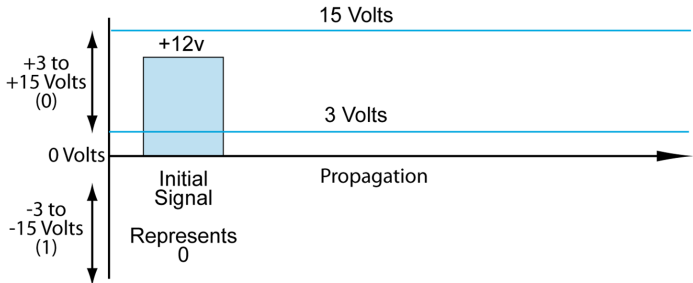 15 Volts
+12v
+3 to
+15 Volts
(0)
3 Volts
0 Volts
Initial
Signal
Propagation
-3 to
-15 Volts
(1)
Represents
0